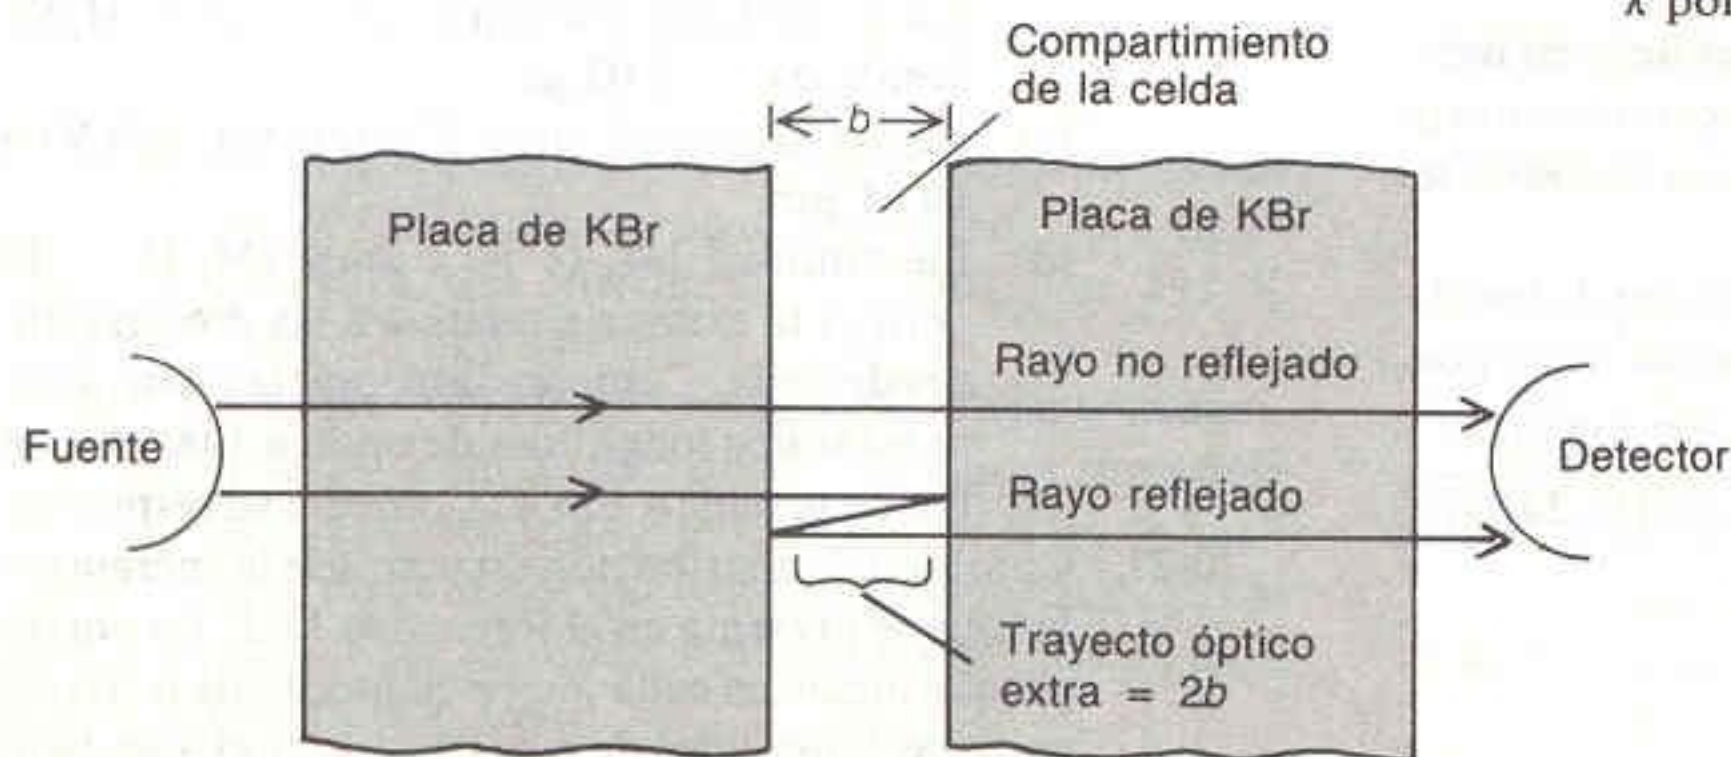 λ por
Compartimiento
de la celda
b
Placa de KBr
Placa de KBr
Rayo no reflejado
Fuente
Detector
Rayo reflejado
Trayecto óptico
extra = 2b